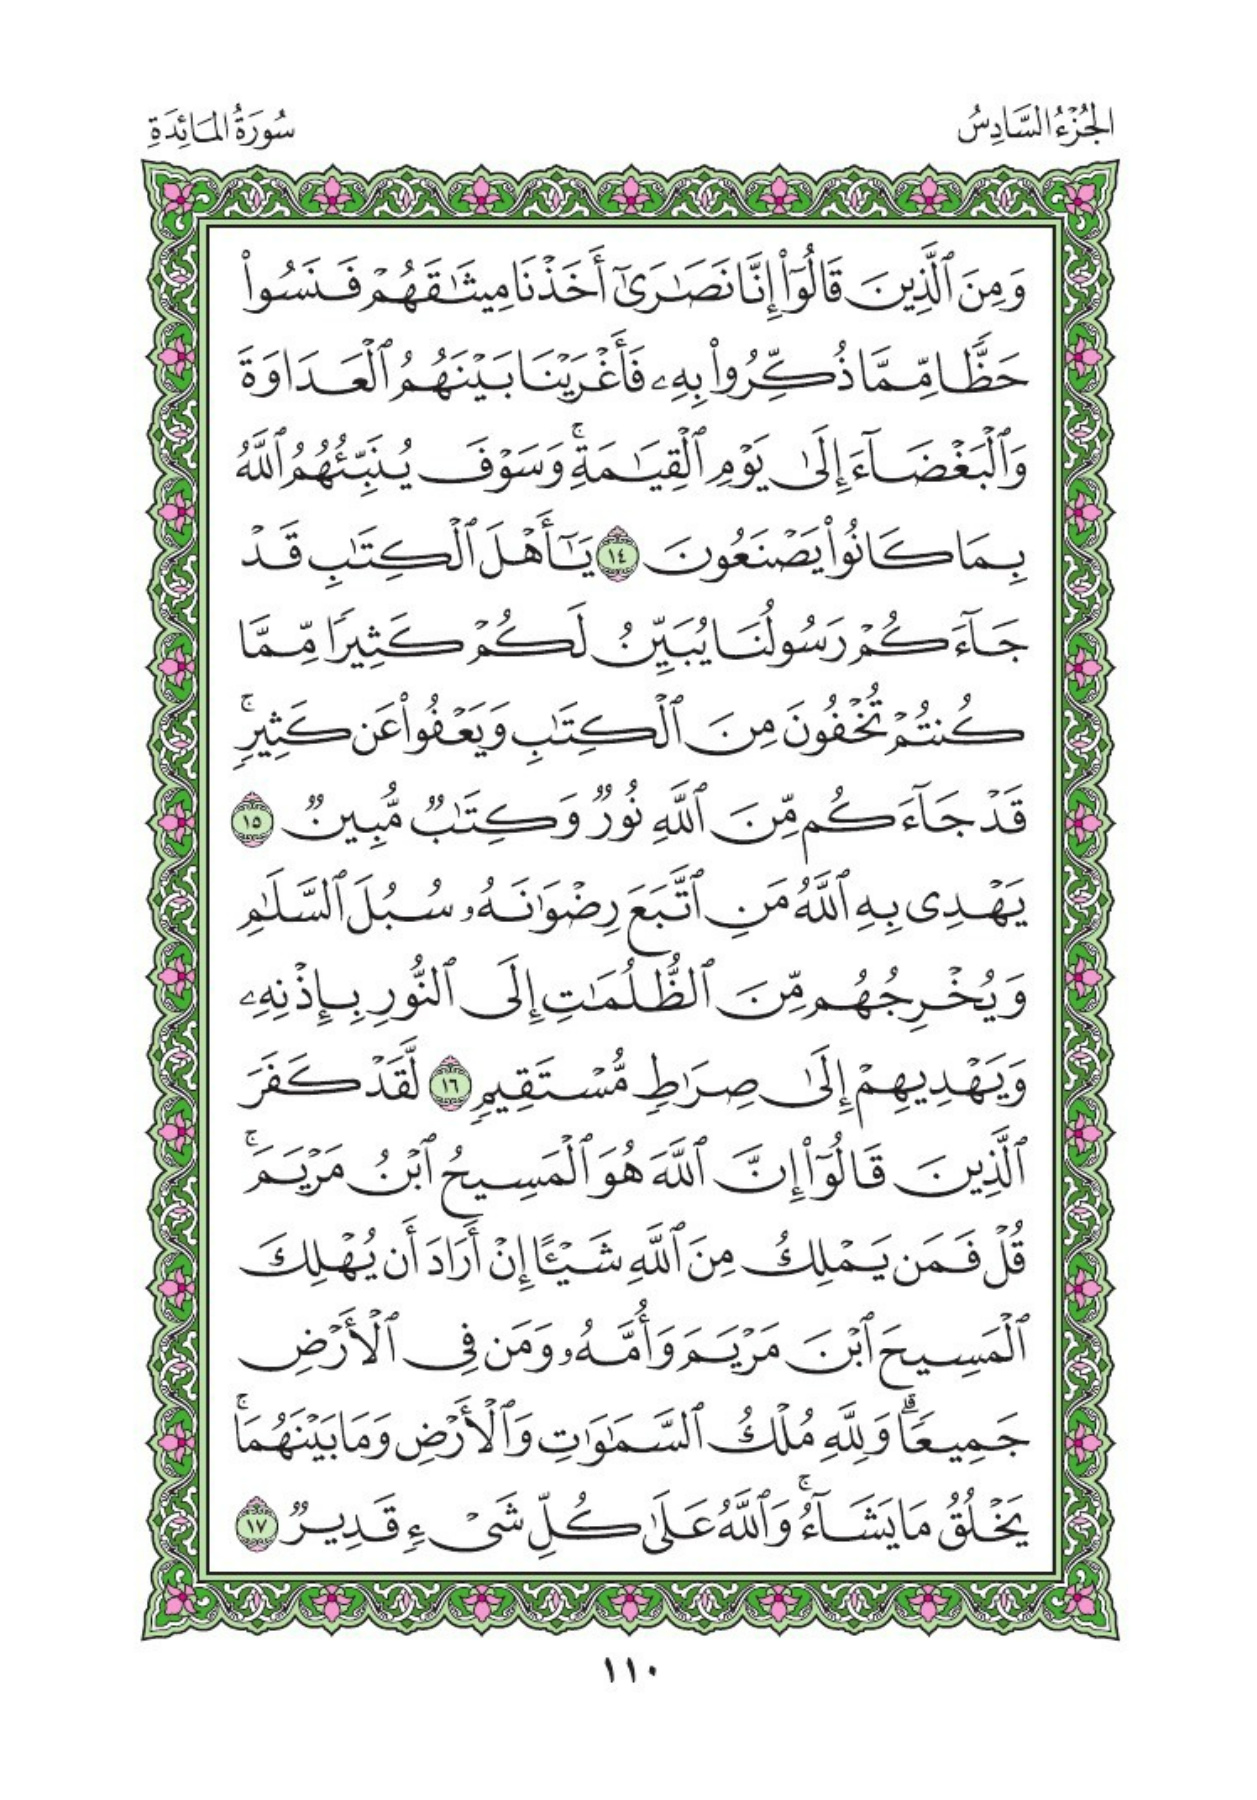 الجُزْءُ السَّادِسُ
سُورَةُ المَائِدَةِ
وَمِنَ ٱلَّذِينَ قَالُوٓا۟ إِنَّا نَصَـٰرَىٰٓ أَخَذْنَا مِيثَـٰقَهُمْ فَنَسُوا۟
حَظًّا مِّمَّا ذُكِّرُوا۟ بِهِۦ فَأَغْرَيْنَا بَيْنَهُمُ ٱلْعَدَاوَةَ
وَٱلْبَغْضَآءَ إِلَىٰ يَوْمِ ٱلْقِيَـٰمَةِ ۚ وَسَوْفَ يُنَبِّئُهُمُ ٱللَّهُ
بِمَا كَانُوا۟ يَصْنَعُونَ ١٤ يَـٰٓأَهْلَ ٱلْكِتَـٰبِ قَدْ
جَآءَكُمْ رَسُولُنَا يُبَيِّنُ لَكُمْ كَثِيرًا مِّمَّا
كُنتُمْ تُخْفُونَ مِنَ ٱلْكِتَـٰبِ وَيَعْفُوا۟ عَن كَثِيرٍ ۚ
قَدْ جَآءَكُم مِّنَ ٱللَّهِ نُورٌ وَكِتَـٰبٌ مُّبِينٌ ١٥
يَهْدِى بِهِ ٱللَّهُ مَنِ ٱتَّبَعَ رِضْوَٰنَهُۥ سُبُلَ ٱلسَّلَـٰمِ
وَيُخْرِجُهُم مِّنَ ٱلظُّلُمَـٰتِ إِلَى ٱلنُّورِ بِإِذْنِهِۦ
وَيَهْدِيهِمْ إِلَىٰ صِرَٰطٍ مُّسْتَقِيمٍ ١٦ لَّقَدْ كَفَرَ
ٱلَّذِينَ قَالُوٓا۟ إِنَّ ٱللَّهَ هُوَ ٱلْمَسِيحُ ٱبْنُ مَرْيَمَ ۚ
قُلْ فَمَن يَمْلِكُ مِنَ ٱللَّهِ شَيْـًٔا إِنْ أَرَادَ أَن يُهْلِكَ
ٱلْمَسِيحَ ٱبْنَ مَرْيَمَ وَأُمَّهُۥ وَمَن فِى ٱلْأَرْضِ
جَمِيعًا ۗ وَلِلَّهِ مُلْكُ ٱلسَّمَـٰوَٰتِ وَٱلْأَرْضِ وَمَا بَيْنَهُمَا ۚ
يَخْلُقُ مَا يَشَآءُ ۚ وَٱللَّهُ عَلَىٰ كُلِّ شَىْءٍ قَدِيرٌ ١٧
١١٠